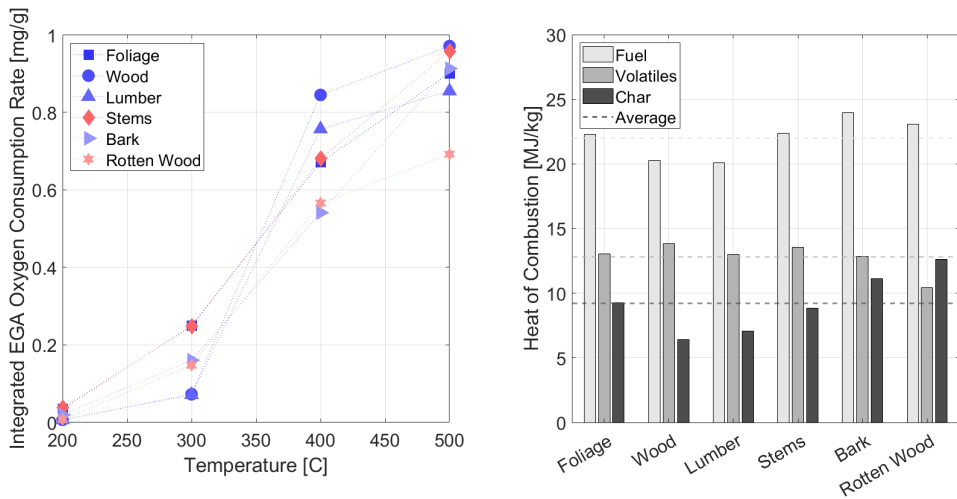 Integrated EGA Oxygen Consumption Rate [mg/g]
1
0.8
0.6
0.4
0.2
0
Foliage
Wood
Lumber
Stems
Bark
Rotten Wood
200
250
300
350
400
450
500
Temperature [C]
Heat of Combustion [MJ/kg]
30
25
20
15
10
5
0
Fuel
Volatiles
Char
Average
Foliage
Wood
Lumber
Stems
Bark
Rotten Wood